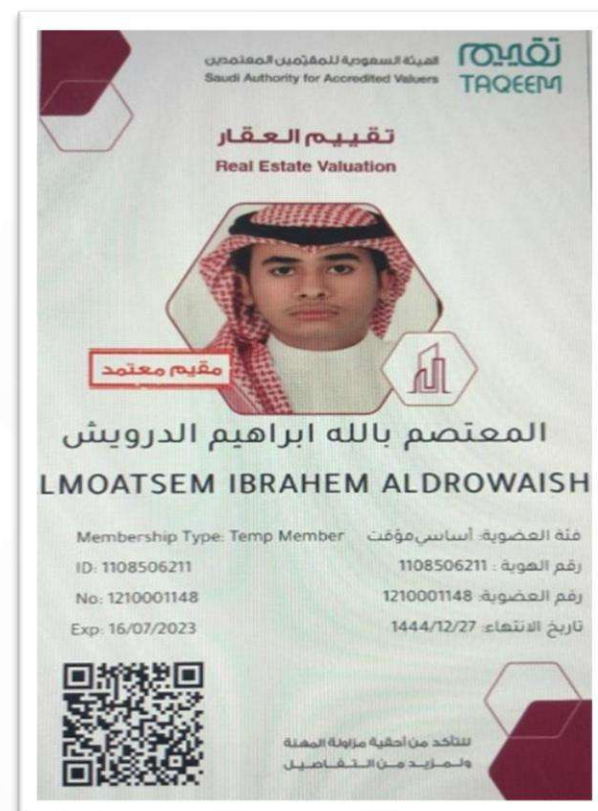 الهيئة السعودية للمقيّمين المعتمدين
Saudi Authority for Accredited Valuers
تقييم
TAQEEM
تقييم العقار
Real Estate Valuation
مقيم معتمد
المعتصم بالله ابراهيم الدرويش
LMOATSEM IBRAHEM ALDROWAISH
فئة العضوية: أساسي مؤقت
Membership Type: Temp Member
رقم الهوية : 1108506211
ID: 1108506211
رقم العضوية: 1210001148
No: 1210001148
تاريخ الانتهاء: 1444/12/27
Exp: 16/07/2023
للتأكد من أحقية مزاولة المهنة
ولمزيد من التفاصيل